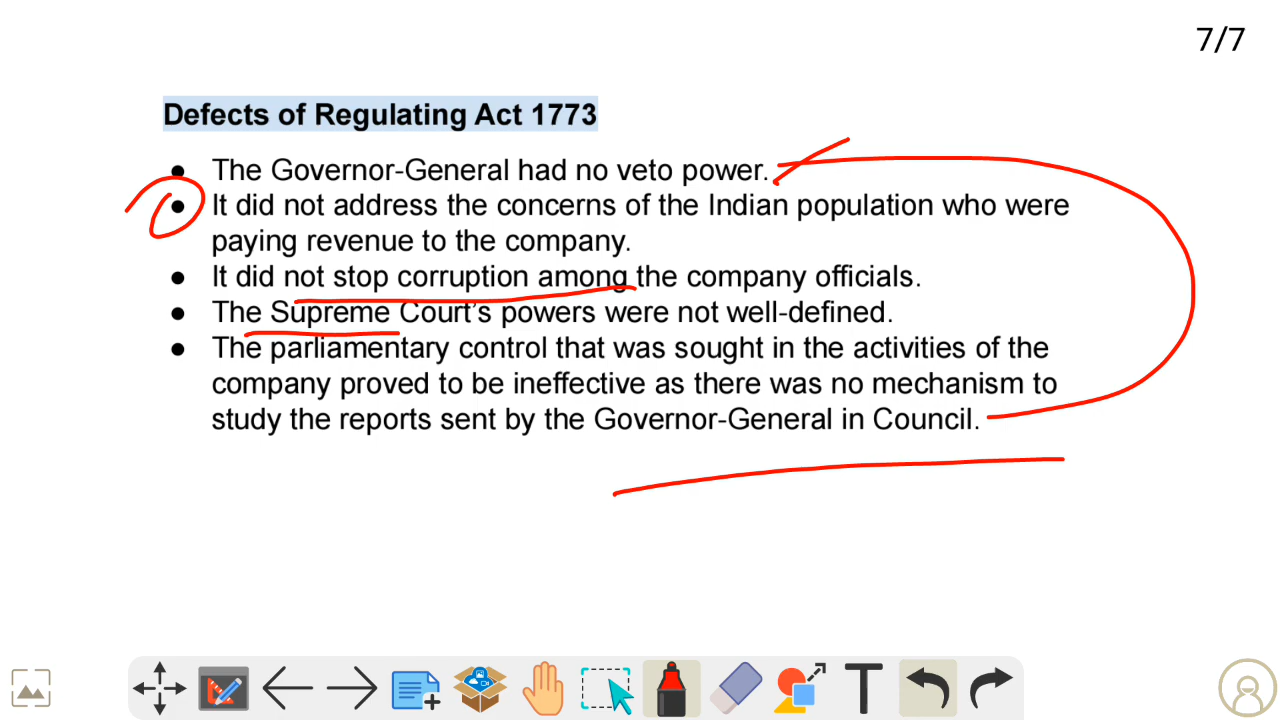 7/7
Defects of Regulating Act 1773
● The Governor-General had no veto power.
● It did not address the concerns of the Indian population who were
paying revenue to the company.
● It did not stop corruption among the company officials.
● The Supreme Court's powers were not well-defined.
● The parliamentary control that was sought in the activities of the
company proved to be ineffective as there was no mechanism to
study the reports sent by the Governor-General in Council.
T